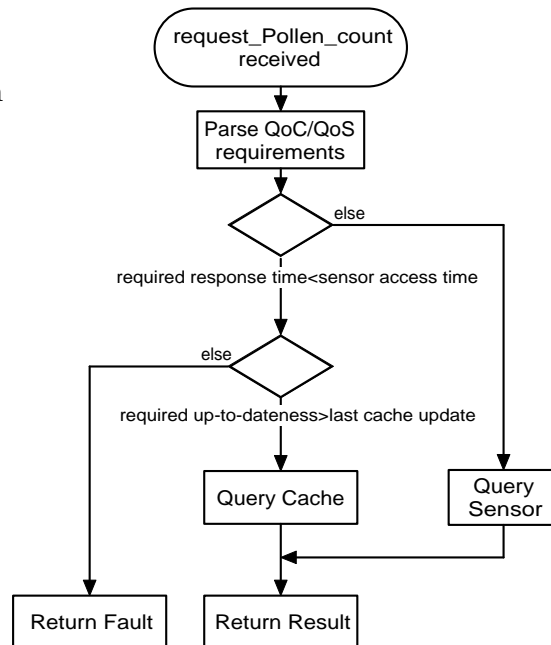 request_Pollen_count
received
Parse QoC/QoS
requirements
else
required response time<sensor access time
else
required up-to-dateness>last cache update
Query Cache
Query
Sensor
Return Fault
Return Result